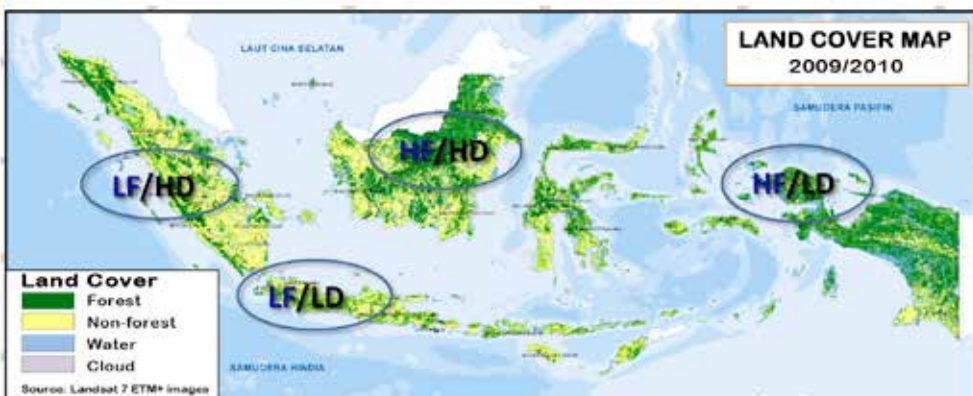 LAUT CINA SELATAN
LAND COVER MAP
2009/2010
SAMUDERA PASIFIK
HF/HD
LF/HD
HF/LD
LF/LD
Land Cover
Forest
Non-forest
Water
Cloud
SAMUDERA HINDIA
Source: Landsat 7 ETM+ images